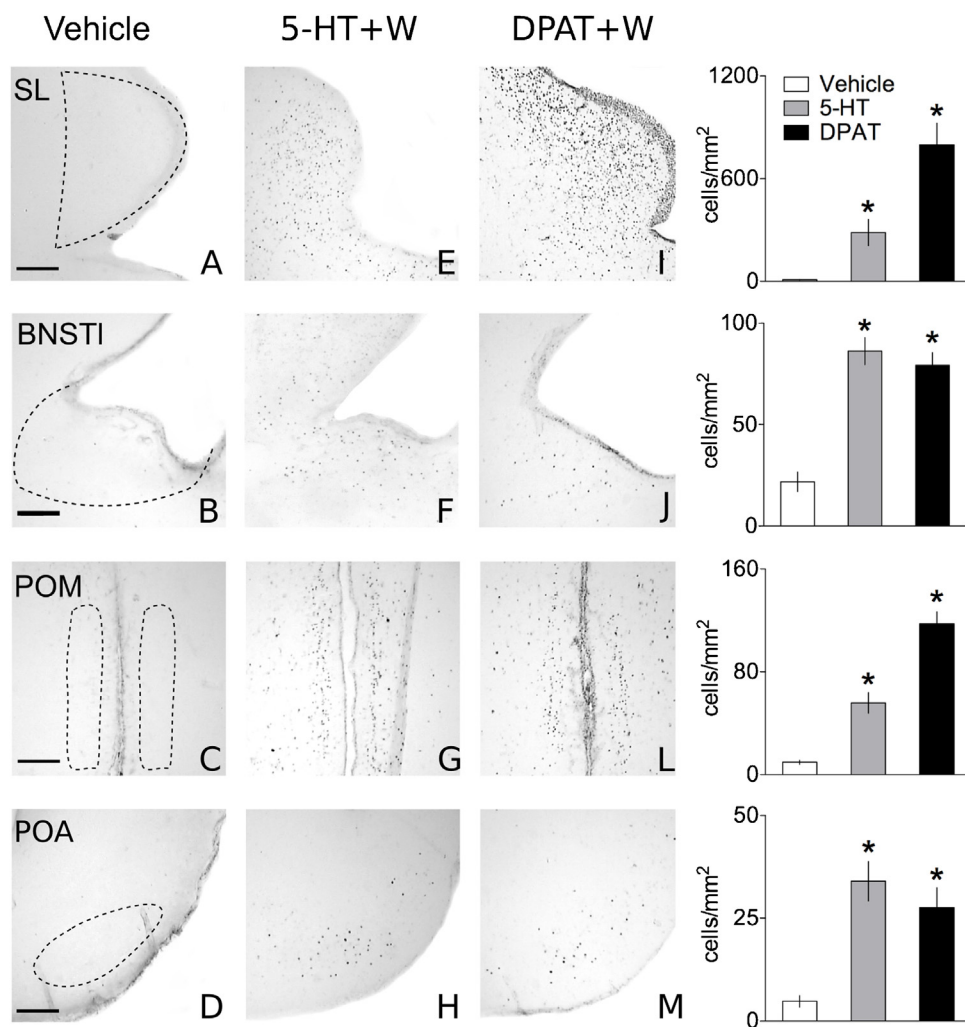 Vehicle 5-HT+W DPAT+W
SL
A
E
I
1200
600
0
cells/mm²
Vehicle
5-HT
DPAT
*
*
BNSTl
B
F
J
100
50
0
cells/mm²
*
*
POM
C
G
L
160
80
0
cells/mm²
*
*
POA
D
H
M
50
25
0
cells/mm²
*
*